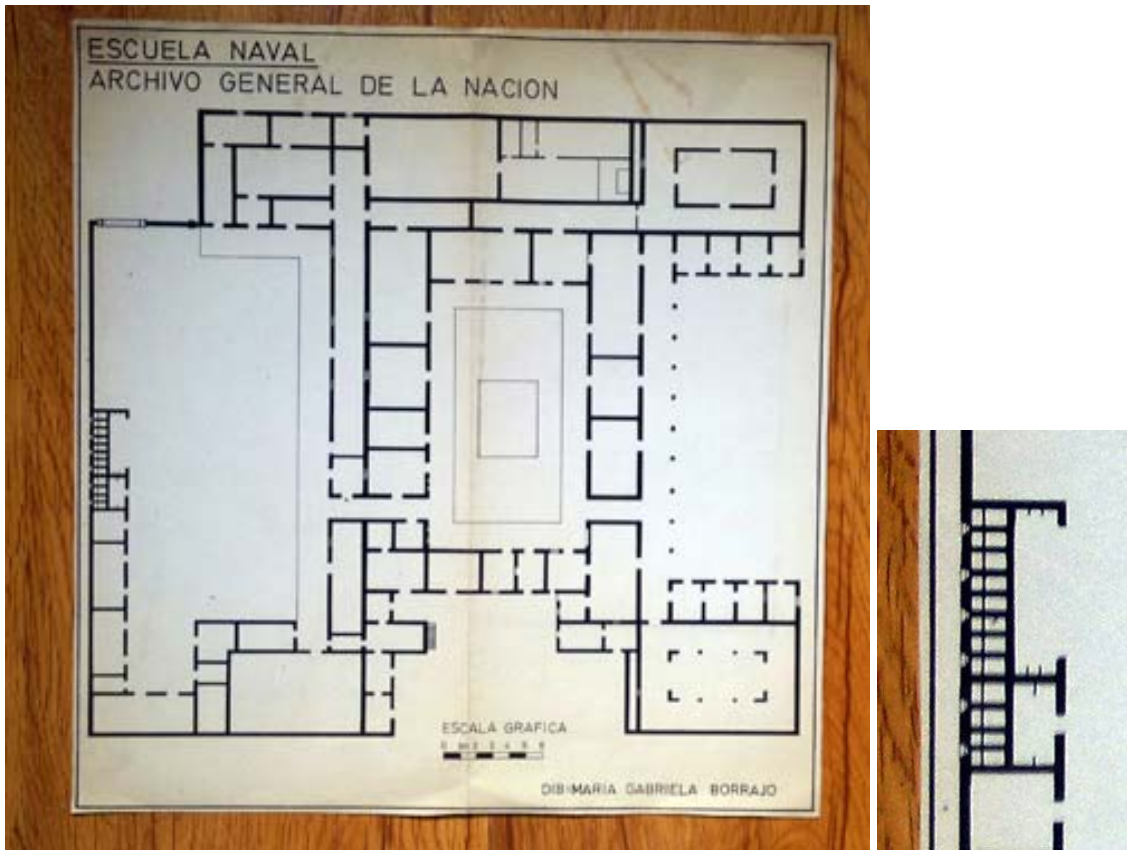 ESCUELA NAVAL
ARCHIVO GENERAL DE LA NACION
ESCALA GRAFICA
DIB: MARIA GABRIELA BORRAJO